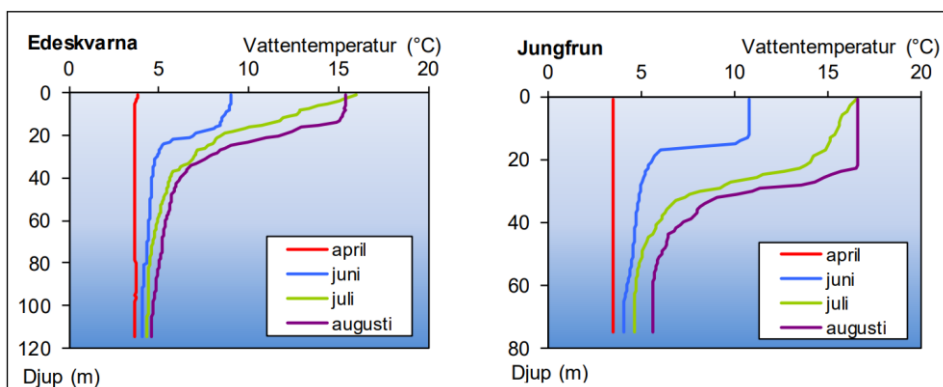 Edeskvarna
Vattentemperatur (°C)
0 5 10 15 20
0
20
40
60
80
100
120
april
juni
juli
augusti
Djup (m)
Jungfrun
Vattentemperatur (°C)
0 5 10 15 20
0
20
40
60
80
april
juni
juli
augusti
Djup (m)